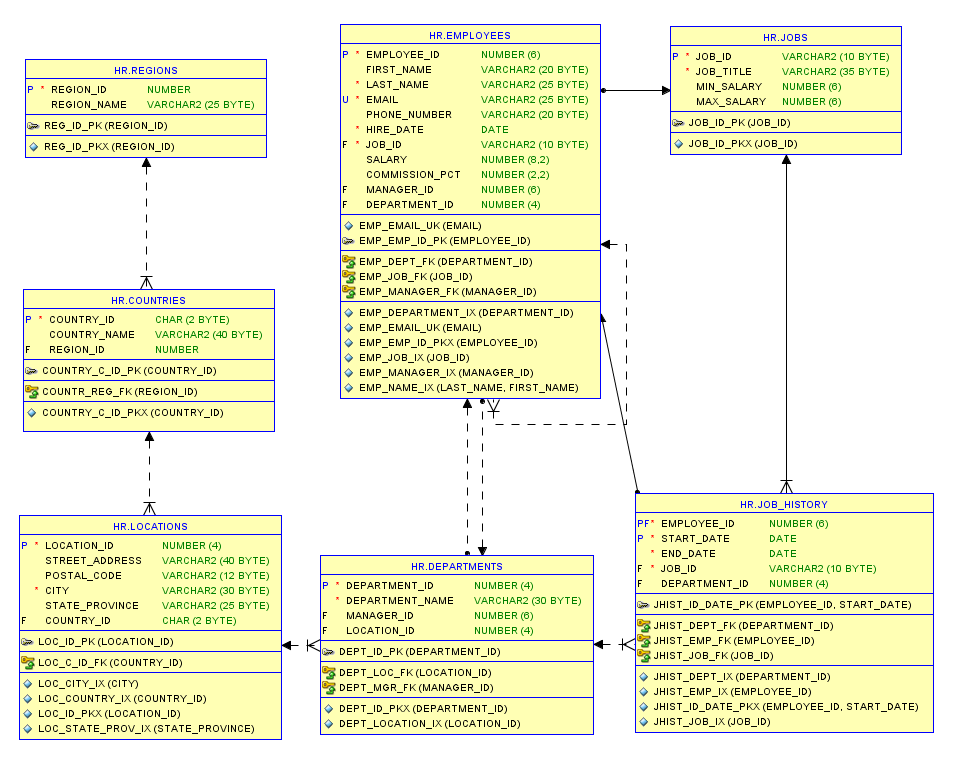 HR.REGIONS
P * REGION_ID NUMBER
REGION_NAME VARCHAR2 (25 BYTE)
REG_ID_PK (REGION_ID)
REG_ID_PKX (REGION_ID)
HR.COUNTRIES
P * COUNTRY_ID CHAR (2 BYTE)
COUNTRY_NAME VARCHAR2 (40 BYTE)
F REGION_ID NUMBER
COUNTRY_C_ID_PK (COUNTRY_ID)
COUNTR_REG_FK (REGION_ID)
COUNTRY_C_ID_PKX (COUNTRY_ID)
HR.LOCATIONS
P * LOCATION_ID NUMBER (4)
STREET_ADDRESS VARCHAR2 (40 BYTE)
POSTAL_CODE VARCHAR2 (12 BYTE)
* CITY VARCHAR2 (30 BYTE)
STATE_PROVINCE VARCHAR2 (25 BYTE)
F COUNTRY_ID CHAR (2 BYTE)
LOC_ID_PK (LOCATION_ID)
LOC_C_ID_FK (COUNTRY_ID)
LOC_CITY_IX (CITY)
LOC_COUNTRY_IX (COUNTRY_ID)
LOC_ID_PKX (LOCATION_ID)
LOC_STATE_PROV_IX (STATE_PROVINCE)
HR.EMPLOYEES
P * EMPLOYEE_ID NUMBER (6)
FIRST_NAME VARCHAR2 (20 BYTE)
* LAST_NAME VARCHAR2 (25 BYTE)
U * EMAIL VARCHAR2 (25 BYTE)
PHONE_NUMBER VARCHAR2 (20 BYTE)
* HIRE_DATE DATE
F * JOB_ID VARCHAR2 (10 BYTE)
SALARY NUMBER (8,2)
COMMISSION_PCT NUMBER (2,2)
F MANAGER_ID NUMBER (6)
F DEPARTMENT_ID NUMBER (4)
EMP_EMAIL_UK (EMAIL)
EMP_EMP_ID_PK (EMPLOYEE_ID)
EMP_DEPT_FK (DEPARTMENT_ID)
EMP_JOB_FK (JOB_ID)
EMP_MANAGER_FK (MANAGER_ID)
EMP_DEPARTMENT_IX (DEPARTMENT_ID)
EMP_EMAIL_UK (EMAIL)
EMP_EMP_ID_PKX (EMPLOYEE_ID)
EMP_JOB_IX (JOB_ID)
EMP_MANAGER_IX (MANAGER_ID)
EMP_NAME_IX (LAST_NAME, FIRST_NAME)
HR.DEPARTMENTS
P * DEPARTMENT_ID NUMBER (4)
* DEPARTMENT_NAME VARCHAR2 (30 BYTE)
F MANAGER_ID NUMBER (6)
F LOCATION_ID NUMBER (4)
DEPT_ID_PK (DEPARTMENT_ID)
DEPT_LOC_FK (LOCATION_ID)
DEPT_MGR_FK (MANAGER_ID)
DEPT_ID_PKX (DEPARTMENT_ID)
DEPT_LOCATION_IX (LOCATION_ID)
HR.JOBS
P * JOB_ID VARCHAR2 (10 BYTE)
* JOB_TITLE VARCHAR2 (35 BYTE)
MIN_SALARY NUMBER (6)
MAX_SALARY NUMBER (6)
JOB_ID_PK (JOB_ID)
JOB_ID_PKX (JOB_ID)
HR.JOB_HISTORY
PF* EMPLOYEE_ID NUMBER (6)
P * START_DATE DATE
* END_DATE DATE
F * JOB_ID VARCHAR2 (10 BYTE)
F DEPARTMENT_ID NUMBER (4)
JHIST_ID_DATE_PK (EMPLOYEE_ID, START_DATE)
JHIST_DEPT_FK (DEPARTMENT_ID)
JHIST_EMP_FK (EMPLOYEE_ID)
JHIST_JOB_FK (JOB_ID)
JHIST_DEPT_IX (DEPARTMENT_ID)
JHIST_EMP_IX (EMPLOYEE_ID)
JHIST_ID_DATE_PKX (EMPLOYEE_ID, START_DATE)
JHIST_JOB_IX (JOB_ID)